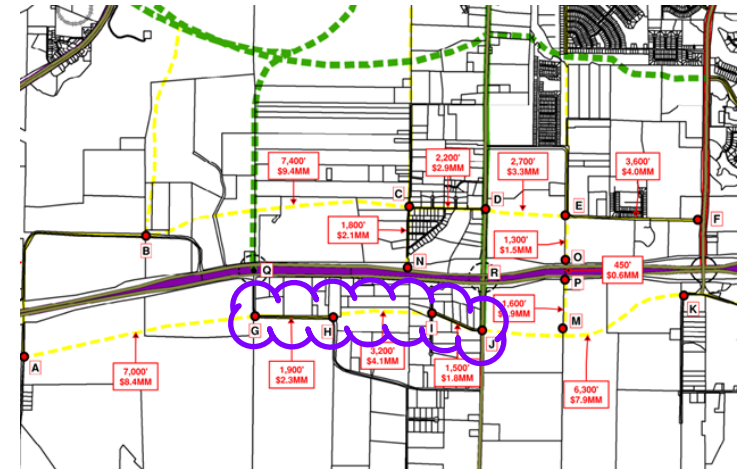 7,400'
$9.4MM
2,200'
$2.9MM
2,700'
$3.3MM
3,600'
$4.0MM
C
D
E
F
1,800'
$2.1MM
B
1,300'
$1.5MM
N
O
Q
R
450'
$0.6MM
P
1,600'
.9MM
K
G
H
I
J
M
A
7,000'
$8.4MM
1,900'
$2.3MM
3,200'
$4.1MM
1,500'
$1.8MM
6,300'
$7.9MM